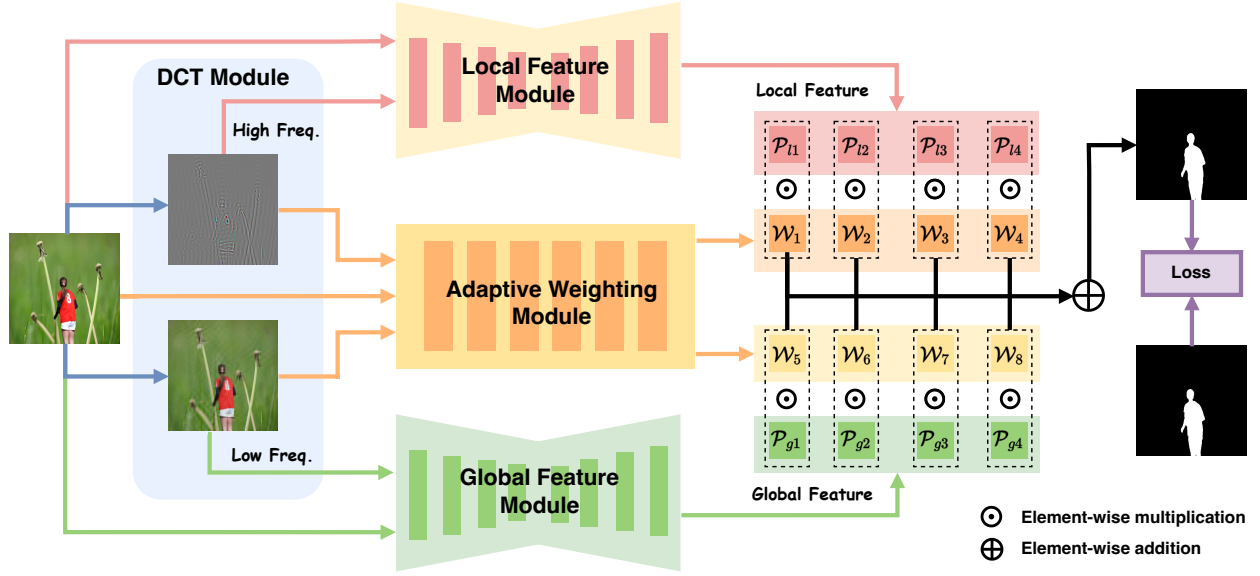 DCT Module
High Freq.
Low Freq.
Local Feature
Module
Adaptive Weighting
Module
Global Feature
Module
Local Feature
𝒫l1 𝒫l2 𝒫l3 𝒫l4
⊙ ⊙ ⊙ ⊙
𝒲1 𝒲2 𝒲3 𝒲4
⊕
𝒲5 𝒲6 𝒲7 𝒲8
⊙ ⊙ ⊙ ⊙
𝒫g1 𝒫g2 𝒫g3 𝒫g4
Global Feature
Loss
⊙ Element-wise multiplication
⊕ Element-wise addition